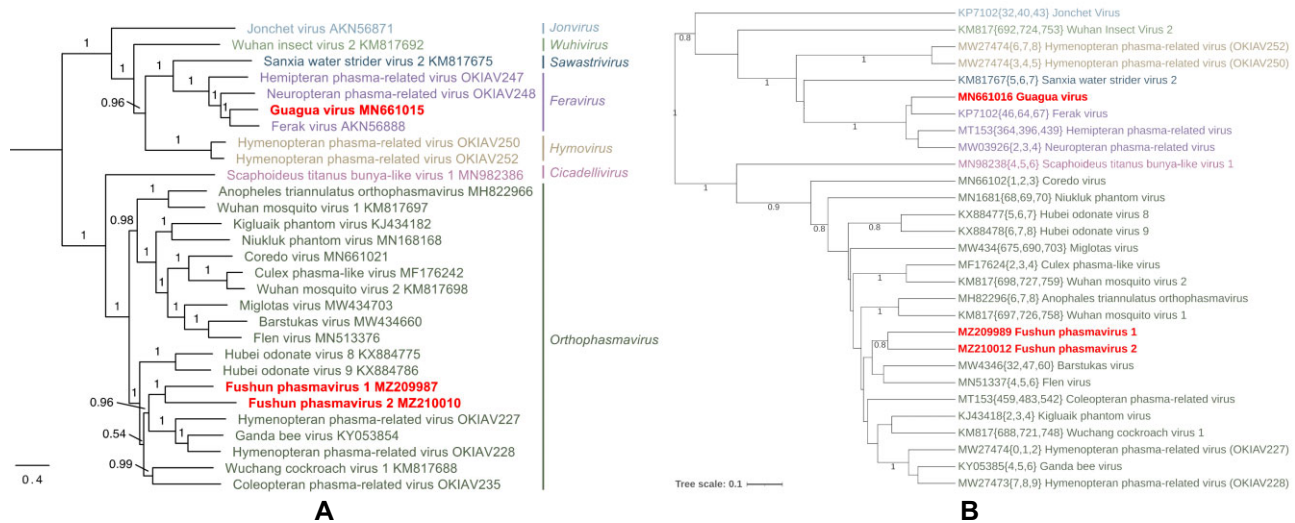 Jonchet virus AKN56871
Wuhan insect virus 2 KM817692
Sanxia water strider virus 2 KM817675
Hemipteran phasma-related virus OKIAV247
Neuropteran phasma-related virus OKIAV248
Guagua virus MN661015
Ferak virus AKN56888
Hymenopteran phasma-related virus OKIAV250
Hymenopteran phasma-related virus OKIAV252
Scaphoideus titanus bunya-like virus 1 MN982386
Anopheles triannulatus orthophasmavirus MH822966
Wuhan mosquito virus 1 KM817697
Kigluaik phantom virus KJ434182
Niukluk phantom virus MN168168
Coredo virus MN661021
Culex phasma-like virus MF176242
Wuhan mosquito virus 2 KM817698
Miglotas virus MW434703
Barstukas virus MW434660
Flen virus MN513376
Hubei odonate virus 8 KX884775
Hubei odonate virus 9 KX884786
Fushun phasmavirus 1 MZ209987
Fushun phasmavirus 2 MZ210010
Hymenopteran phasma-related virus OKIAV227
Ganda bee virus KY053854
Hymenopteran phasma-related virus OKIAV228
Wuchang cockroach virus 1 KM817688
Coleopteran phasma-related virus OKIAV235
Jonvirus
Wuhivirus
Sawastrivirus
Feravirus
Hymovirus
Cicadellivirus
Orthophasmavirus
1
1
1
1
1
1
0.96
1
1
1
0.98
1
1
1
1
1
1
1
1
1
1
1
1
0.96
1
1
0.54
0.99
0.4
A
KP7102{32,40,43} Jonchet Virus
KM817{692,724,753} Wuhan Insect Virus 2
MW27474{6,7,8} Hymenopteran phasma-related virus (OKIAV252)
MW27474{3,4,5} Hymenopteran phasma-related virus (OKIAV250)
KM81767{5,6,7} Sanxia water strider virus 2
MN661016 Guagua virus
KP7102{46,64,67} Ferak virus
MT153{364,396,439} Hemipteran phasma-related virus
MW03926{2,3,4} Neuropteran phasma-related virus
MN98238{4,5,6} Scaphoideus titanus bunya-like virus 1
MN66102{1,2,3} Coredo virus
MN1681{68,69,70} Niukluk phantom virus
KX88477{5,6,7} Hubei odonate virus 8
KX88478{6,7,8} Hubei odonate virus 9
MW434{675,690,703} Miglotas virus
MF17624{2,3,4} Culex phasma-like virus
KM817{698,727,759} Wuhan mosquito virus 2
MH82296{6,7,8} Anopheles triannulatus orthophasmavirus
KM817{697,726,758} Wuhan mosquito virus 1
MZ209989 Fushun phasmavirus 1
MZ210012 Fushun phasmavirus 2
MW4346{32,47,60} Barstukas virus
MN51337{4,5,6} Flen virus
MT153{459,483,542} Coleopteran phasma-related virus
KJ43418{2,3,4} Kigluaik phantom virus
KM817{688,721,748} Wuchang cockroach virus 1
MW27474{0,1,2} Hymenopteran phasma-related virus (OKIAV227)
KY05385{4,5,6} Ganda bee virus
MW27473{7,8,9} Hymenopteran phasma-related virus (OKIAV228)
0.8
1
1
1
1
1
0.9
0.8
0.8
1
1
0.8
1
Tree scale: 0.1
B